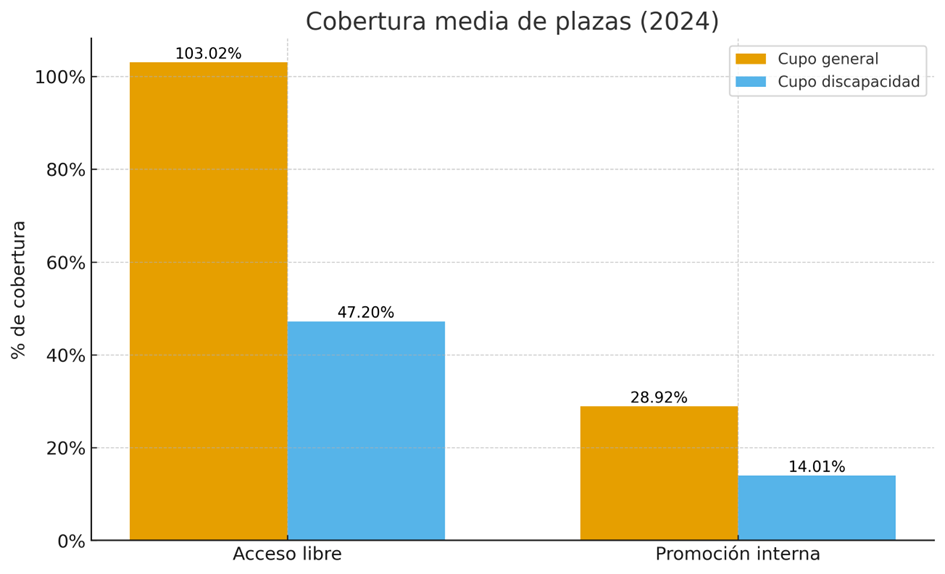 Cobertura media de plazas (2024)
Cupo general
Cupo discapacidad
% de cobertura
100%
80%
60%
40%
20%
0%
103.02%
47.20%
28.92%
14.01%
Acceso libre
Promoción interna